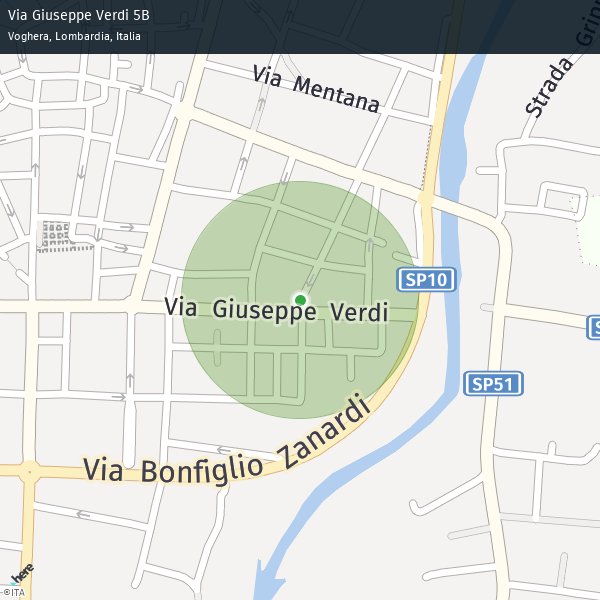 Via Giuseppe Verdi 5B
Voghera, Lombardia, Italia
Via Mentana
Strada
SP10
Via Giuseppe Verdi
SP51
Via Bonfiglio Zanardi
here
©ITA